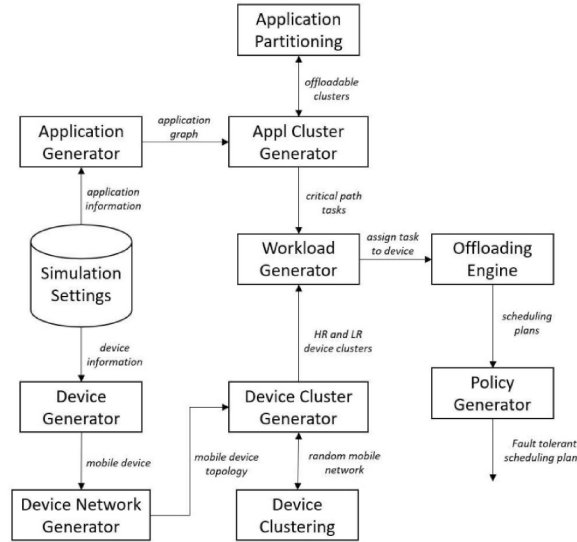 Application
Partitioning
offloadable
clusters
Application
Generator
application
graph
Appl Cluster
Generator
application
information
critical path
tasks
Simulation
Settings
Workload
Generator
assign task
to device
Offloading
Engine
device
information
HR and LR
device clusters
scheduling
plans
Device
Generator
Device Cluster
Generator
Policy
Generator
mobile device
mobile device
topology
random mobile
network
Fault tolerant
scheduling plan
Device Network
Generator
Device
Clustering